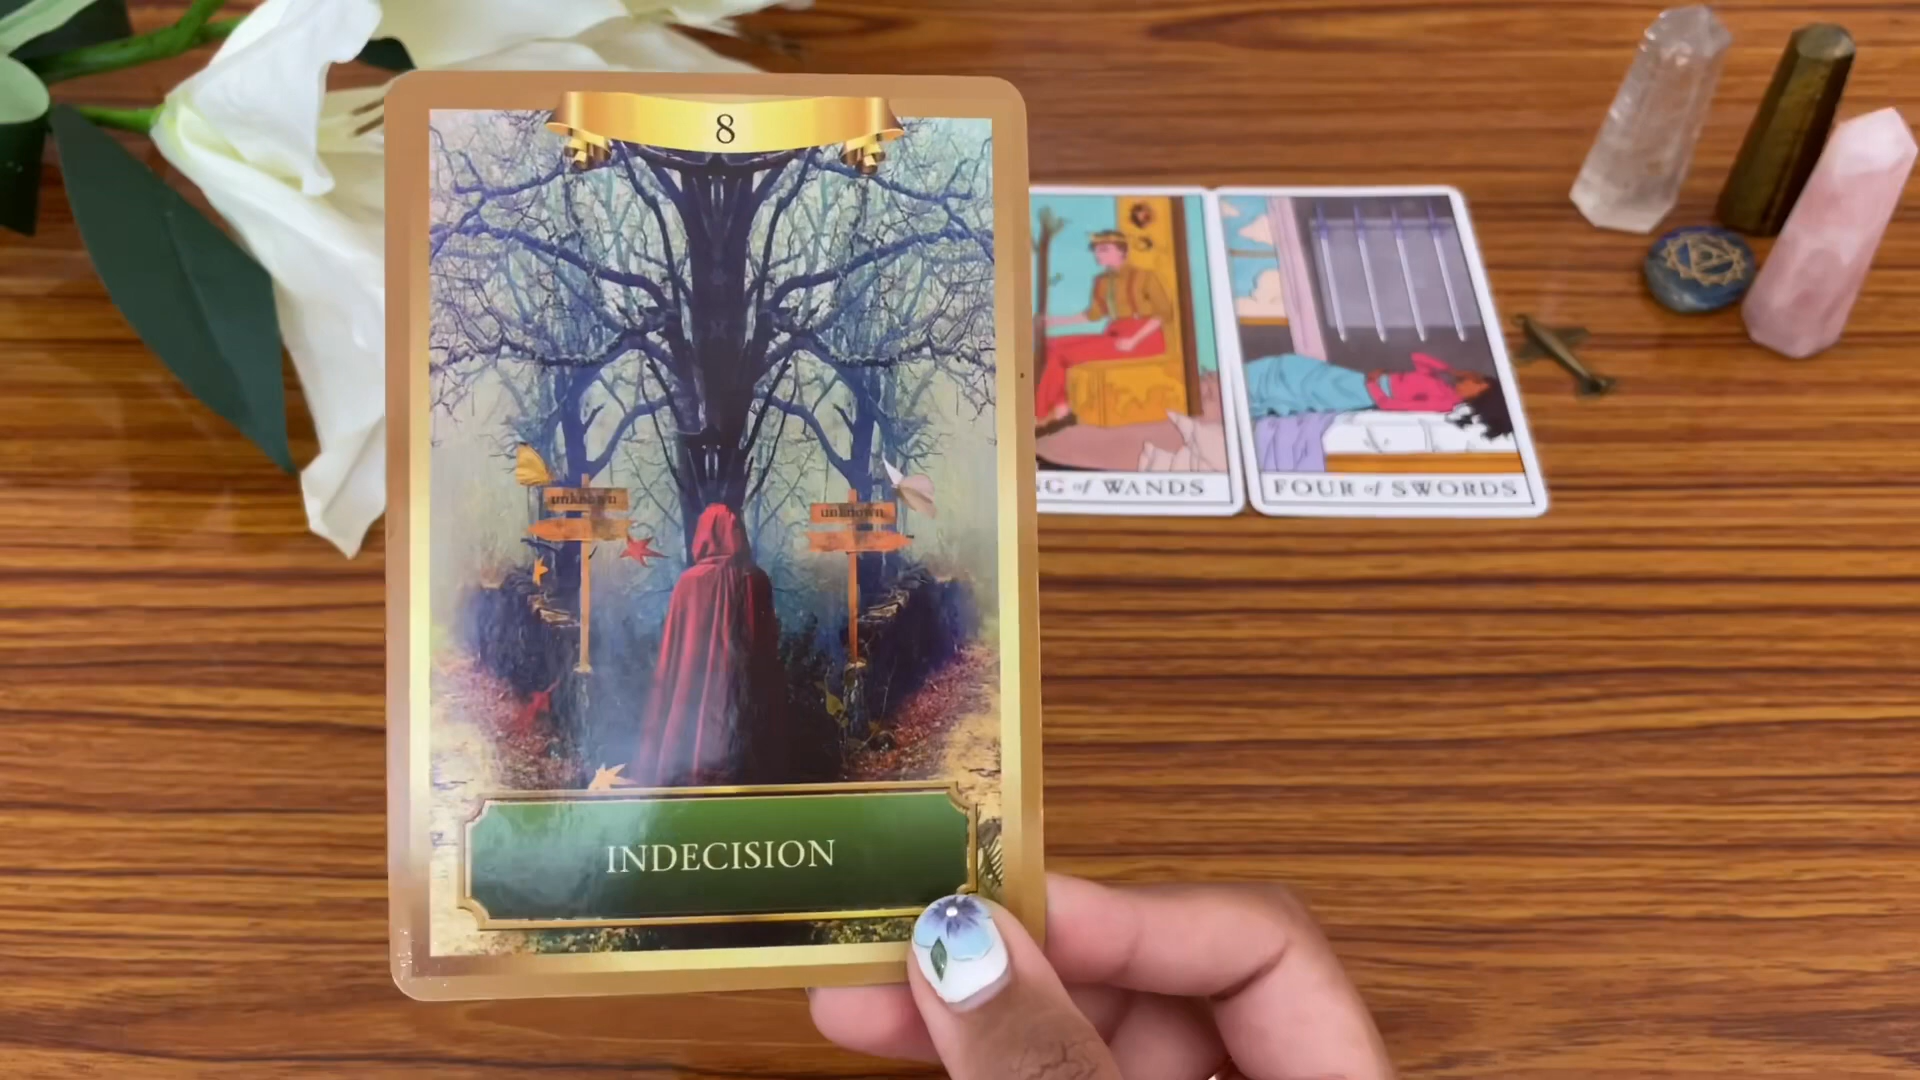 8
unknown
unknown
INDECISION
G of WANDS
FOUR of SWORDS